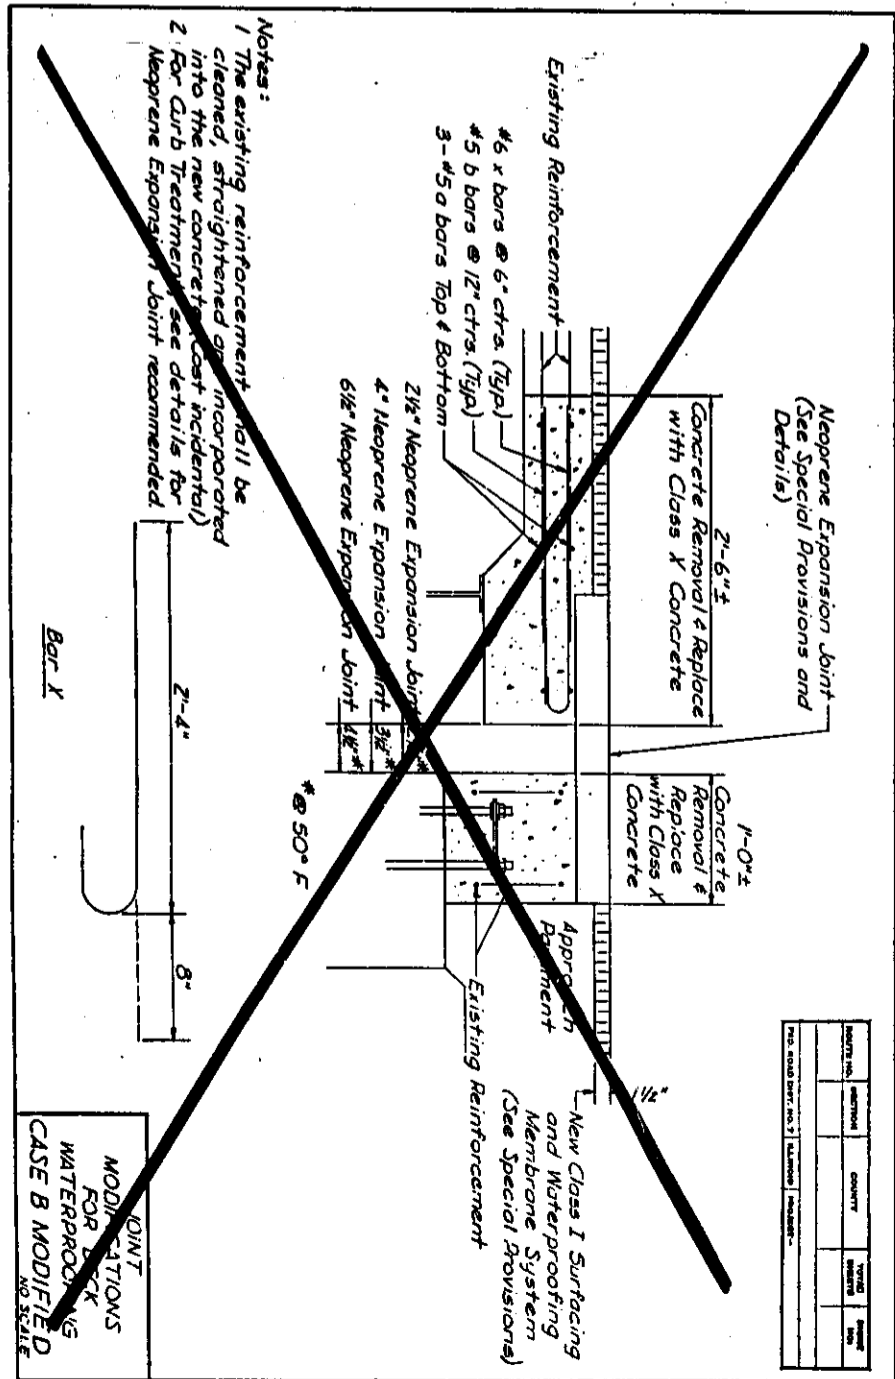 ROUTE NO.
SECTION
COUNTY
TOTAL SHEETS
SHEET NO.
FED. ROAD DIST. NO. 7
ILLINOIS
PROJECT-
Neoprene Expansion Joint
(See Special Provisions and
Details)
2'-6"±
Concrete Removal & Replace
with Class X Concrete
1'-0"±
Concrete
Removal &
Replace
with Class X
Concrete
1½"
New Class I Surfacing
and Waterproofing
Membrane System
(See Special Provisions)
Approach
Existing Reinforcement
#6 x bars @ 6" ctrs. (Typ.)
#5 b bars @ 12" ctrs. (Typ.)
3-#5 a bars Top & Bottom
Existing Reinforcement
2½" Neoprene Expansion Joint
4" Neoprene Expansion Joint 3½"*
6½" Neoprene Expansion Joint 4½"*
* @ 50° F
Notes:
1 The existing reinforcement shall be
cleaned, straightened and incorporated
into the new concrete (Cost incidental)
2 For Curb Treatment, see details for
Neoprene Expansion Joint recommended.
2'-4"
8"
Bar X
JOINT
MODIFICATIONS
FOR DECK
WATERPROOFING
CASE B MODIFIED
NO SCALE